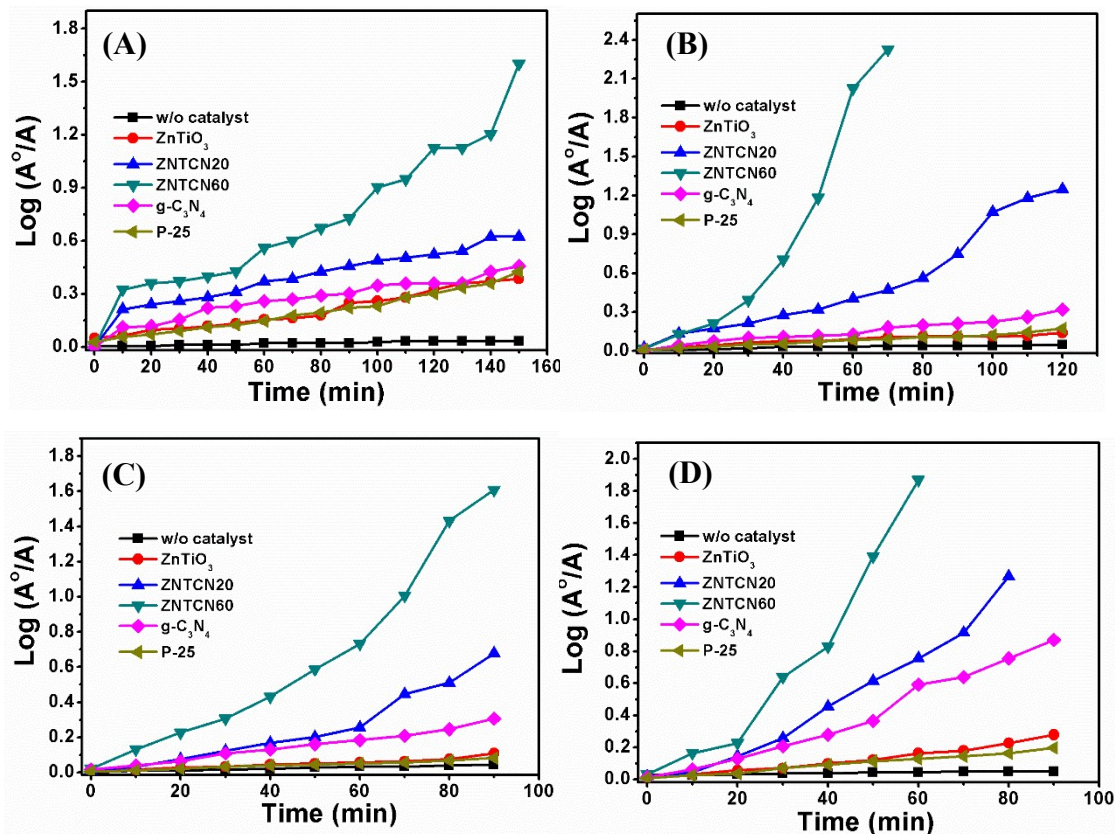 (A)
Log (A°/A)
1.8
1.5
1.2
0.9
0.6
0.3
0.0
w/o catalyst
ZnTiO₃
ZNTCN20
ZNTCN60
g-C₃N₄
P-25
0 20 40 60 80 100 120 140 160
Time (min)
(B)
Log (A°/A)
2.4
2.1
1.8
1.5
1.2
0.9
0.6
0.3
0.0
w/o catalyst
ZnTiO₃
ZNTCN20
ZNTCN60
g-C₃N₄
P-25
0 20 40 60 80 100 120
Time (min)
(C)
Log (A°/A)
1.8
1.6
1.4
1.2
1.0
0.8
0.6
0.4
0.2
0.0
w/o catalyst
ZnTiO₃
ZNTCN20
ZNTCN60
g-C₃N₄
P-25
0 20 40 60 80 100
Time (min)
(D)
Log (A°/A)
2.0
1.8
1.6
1.4
1.2
1.0
0.8
0.6
0.4
0.2
0.0
w/o catalyst
ZnTiO₃
ZNTCN20
ZNTCN60
g-C₃N₄
P-25
0 20 40 60 80 100
Time (min)